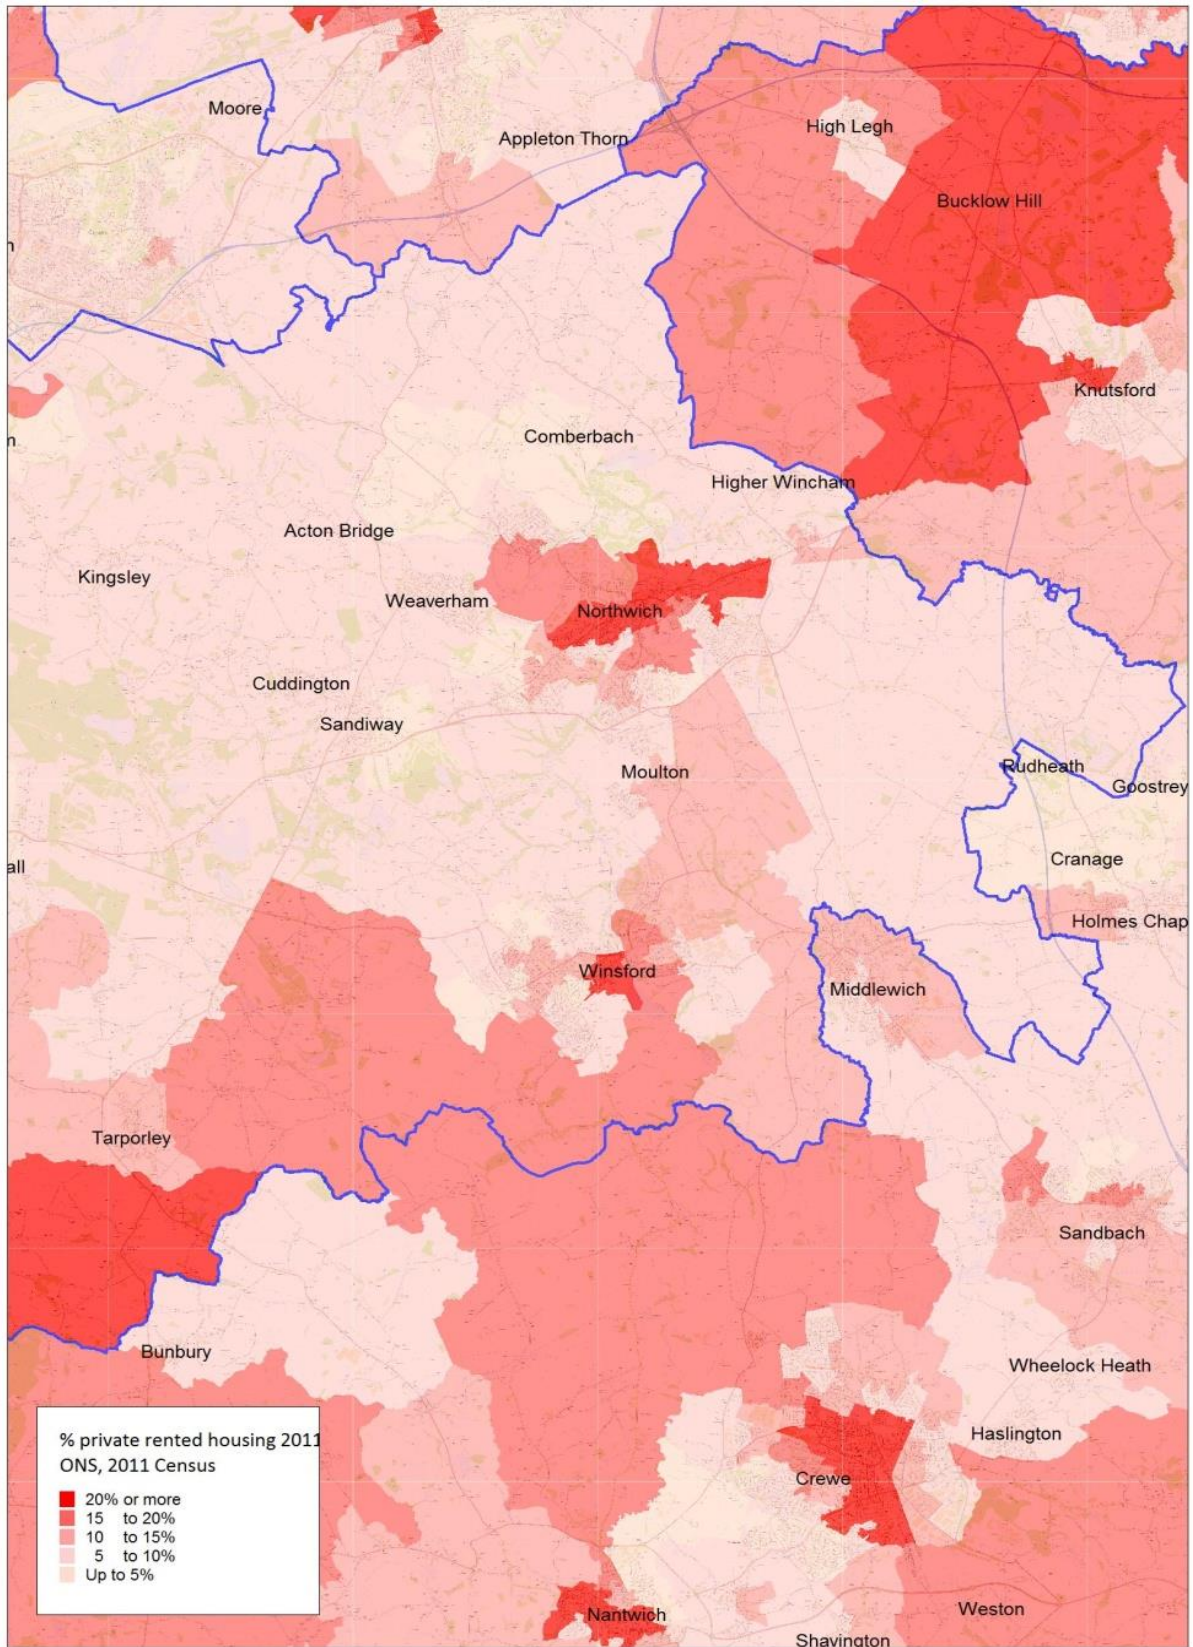 Moore
Appleton Thorn
High Legh
Bucklow Hill
Knutsford
Comberbach
Higher Wincham
Acton Bridge
Kingsley
Weaverham
Northwich
Cuddington
Sandiway
Moulton
Rudheath
Goostrey
Cranage
all
Holmes Chap
Winsford
Middlewich
Tarporley
Sandbach
Bunbury
Wheelock Heath
Haslington
Crewe
Weston
Nantwich
Shavington
% private rented housing 2011
ONS, 2011 Census
20% or more
15 to 20%
10 to 15%
5 to 10%
Up to 5%